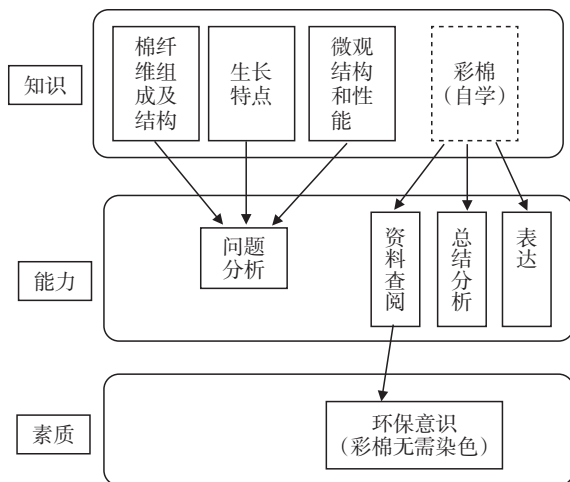 知识
棉纤
维组
成及
结构
生长
特点
微观
结构
和性
能
彩棉
（自学）
能力
问题
分析
资料查阅
总结分析
表达
素质
环保意识
（彩棉无需染色）